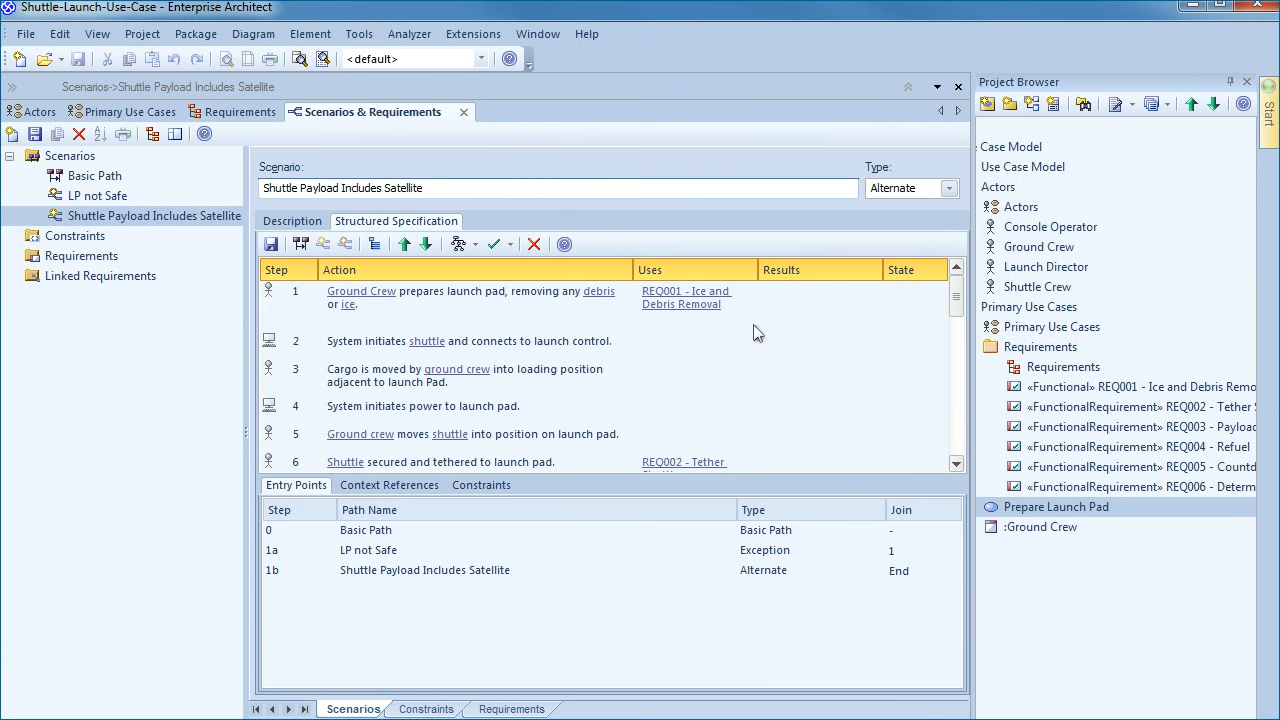 Shuttle-Launch-Use-Case - Enterprise Architect
File Edit View Project Package Diagram Element Tools Analyzer Extensions Window Help
<default>
Scenarios->Shuttle Payload Includes Satellite
Actors Primary Use Cases Requirements Scenarios & Requirements
Scenarios
Basic Path
LP not Safe
Shuttle Payload Includes Satellite
Constraints
Requirements
Linked Requirements
Scenario: Type:
Shuttle Payload Includes Satellite Alternate
Description Structured Specification
Step Action Uses Results State
1 Ground Crew prepares launch pad, removing any debris REQ001 - Ice and
or ice. Debris Removal
2 System initiates shuttle and connects to launch control.
3 Cargo is moved by ground crew into loading position
adjacent to launch Pad.
4 System initiates power to launch pad.
5 Ground crew moves shuttle into position on launch pad.
6 Shuttle secured and tethered to launch pad. REQ002 - Tether
Entry Points Context References Constraints
Step Path Name Type Join
0 Basic Path Basic Path -
1a LP not Safe Exception 1
1b Shuttle Payload Includes Satellite Alternate End
Scenarios Constraints Requirements
Project Browser
Case Model
Use Case Model
Actors
Actors
Console Operator
Ground Crew
Launch Director
Shuttle Crew
Primary Use Cases
Primary Use Cases
Requirements
Requirements
«Functional» REQ001 - Ice and Debris Remo
«FunctionalRequirement» REQ002 - Tether S
«FunctionalRequirement» REQ003 - Payload
«FunctionalRequirement» REQ004 - Refuel
«FunctionalRequirement» REQ005 - Countd
«FunctionalRequirement» REQ006 - Determ
Prepare Launch Pad
:Ground Crew
Start